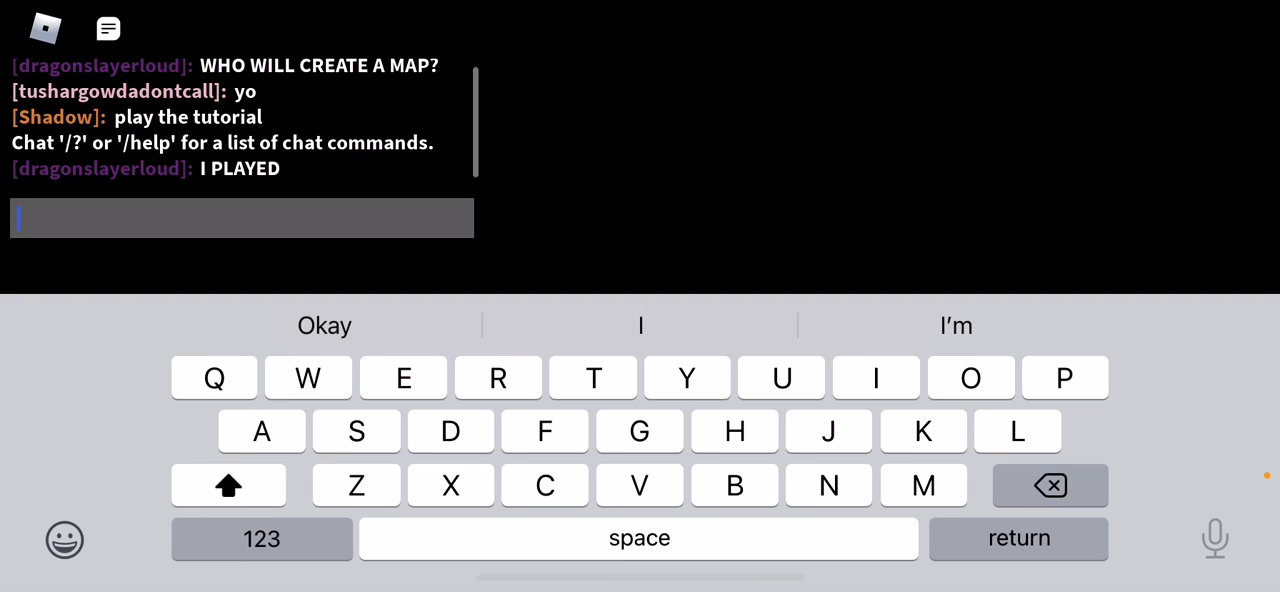 [dragonslayerloud]: WHO WILL CREATE A MAP?
[tushargowdadontcall]: yo
[Shadow]: play the tutorial
Chat '/?' or '/help' for a list of chat commands.
[dragonslayerloud]: I PLAYED
Okay I I'm
Q W E R T Y U I O P
A S D F G H J K L
Z X C V B N M
123 space return